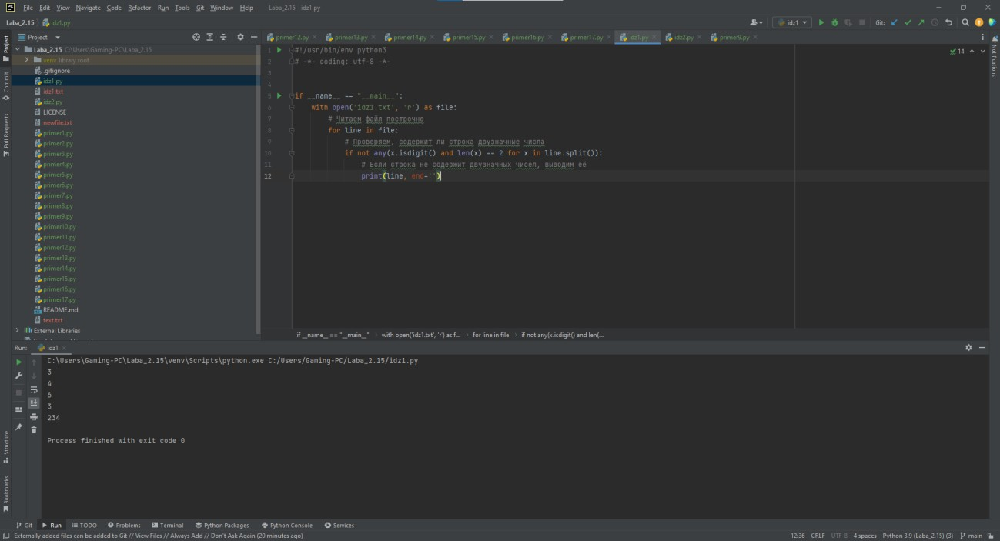 PC File Edit View Navigate Code Refactor Run Tools Git Window Help Laba_2.15 - idz1.py
Laba_2.15 idz1.py
idz1
Git:
Project
Project
Commit
Pull Requests
Structure
Bookmarks
Notifications
Laba_2.15 C:\Users\Gaming-PC\Laba_2.15
venv library root
.gitignore
idz1.py
idz1.txt
idz2.py
LICENSE
newfile.txt
primer1.py
primer2.py
primer3.py
primer4.py
primer5.py
primer6.py
primer7.py
primer8.py
primer9.py
primer10.py
primer11.py
primer12.py
primer13.py
primer14.py
primer15.py
primer16.py
primer17.py
README.md
text.txt
External Libraries
primer12.py primer13.py primer14.py primer15.py primer16.py primer17.py idz1.py idz2.py primer9.py
14
1 #!/usr/bin/env python3
2 # -*- coding: utf-8 -*-
3
4
5 if __name__ == "__main__":
6 with open('idz1.txt', 'r') as file:
7 # Читаем файл построчно
8 for line in file:
9 # Проверяем, содержит ли строка двузначные числа
10 if not any(x.isdigit() and len(x) == 2 for x in line.split()):
11 # Если строка не содержит двузначных чисел, выводим её
12 print(line, end='')
if __name__ == "__main__" › with open('idz1.txt', 'r') as f... › for line in file › if not any(x.isdigit() and len(...
Run: idz1
C:\Users\Gaming-PC\Laba_2.15\venv\Scripts\python.exe C:/Users/Gaming-PC/Laba_2.15/idz1.py
3
4
6
3
234
Process finished with exit code 0
Git Run TODO Problems Terminal Python Packages Python Console Services
Externally added files can be added to Git // View Files // Always Add // Don't Ask Again (20 minutes ago)
12:36 CRLF UTF-8 4 spaces Python 3.9 (Laba_2.15) (3) main